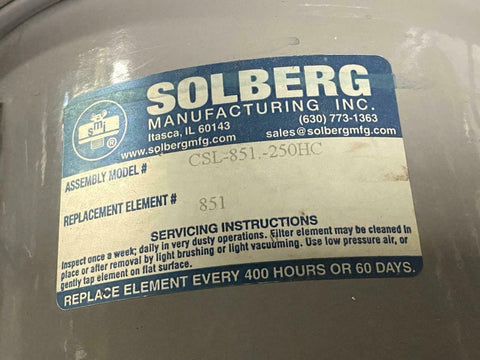 SOLBERG
MANUFACTURING INC.
Itasca, IL 60143 (630) 773-1363
www.solbergmfg.com sales@solbergmfg.com
smi
ASSEMBLY MODEL # CSL-851.-250HC
REPLACEMENT ELEMENT # 851
SERVICING INSTRUCTIONS
Inspect once a week; daily in very dusty operations. Filter element may be cleaned in
place or after removal by light brushing or light vacuuming. Use low pressure air, or
gently tap element on flat surface.
REPLACE ELEMENT EVERY 400 HOURS OR 60 DAYS.